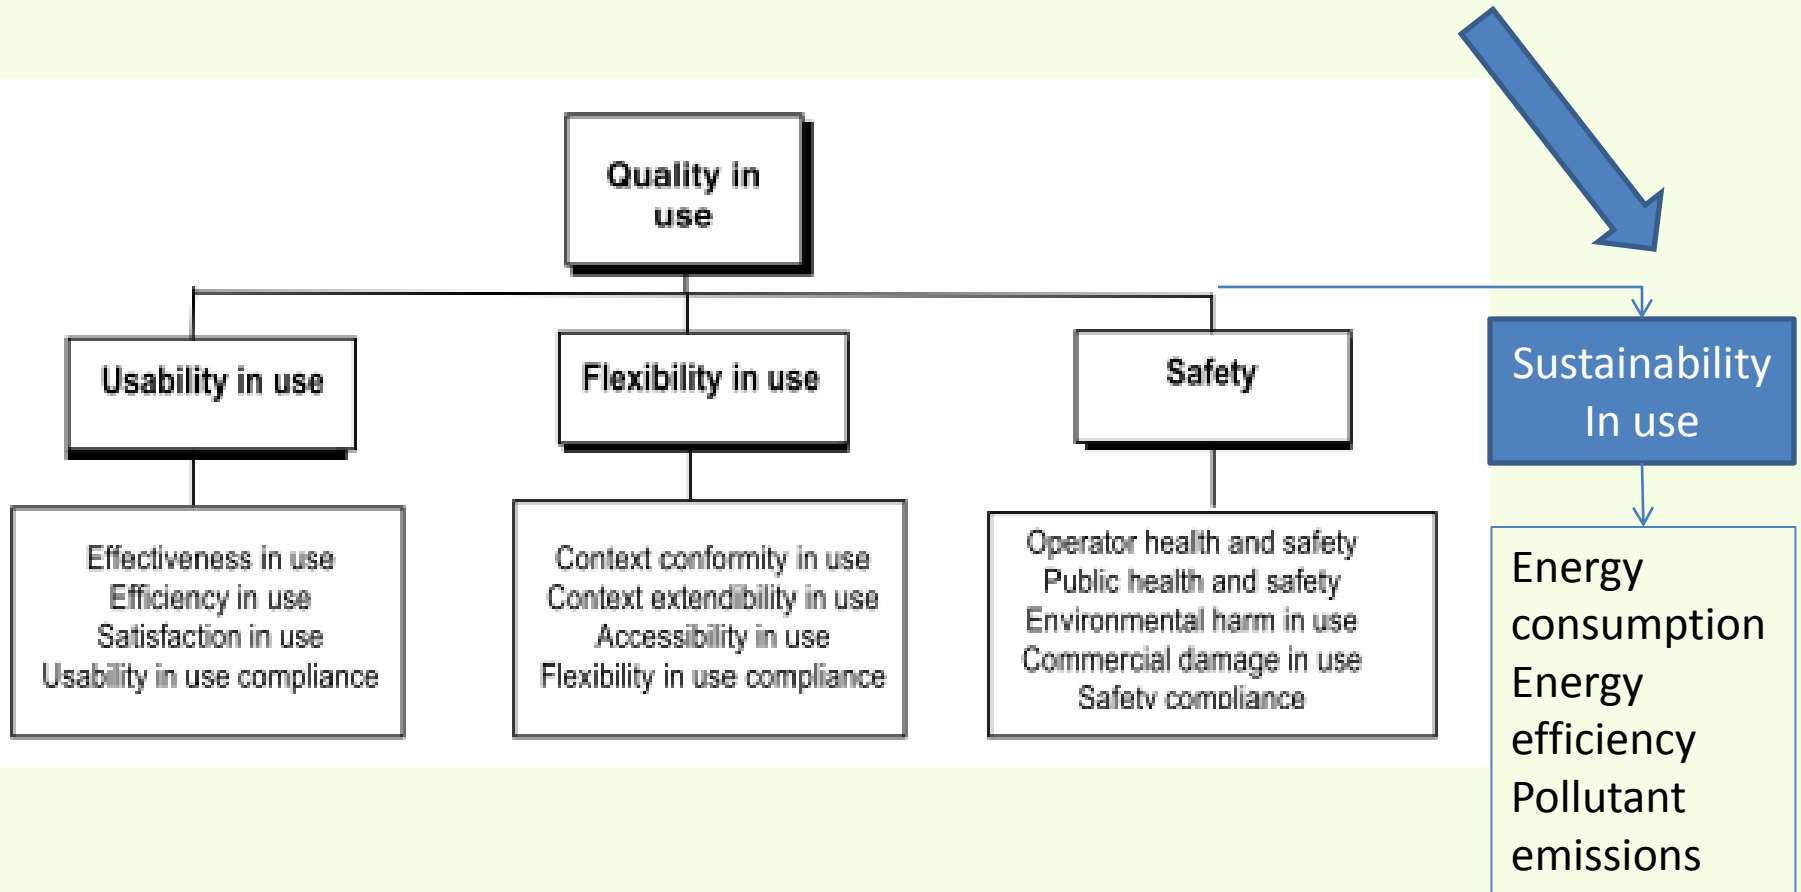 Quality in
use
Usability in use
Flexibility in use
Safety
Sustainability
In use
Effectiveness in use
Efficiency in use
Satisfaction in use
Usability in use compliance
Context conformity in use
Context extendibility in use
Accessibility in use
Flexibility in use compliance
Operator health and safety
Public health and safety
Environmental harm in use
Commercial damage in use
Safety compliance
Energy
consumption
Energy
efficiency
Pollutant
emissions